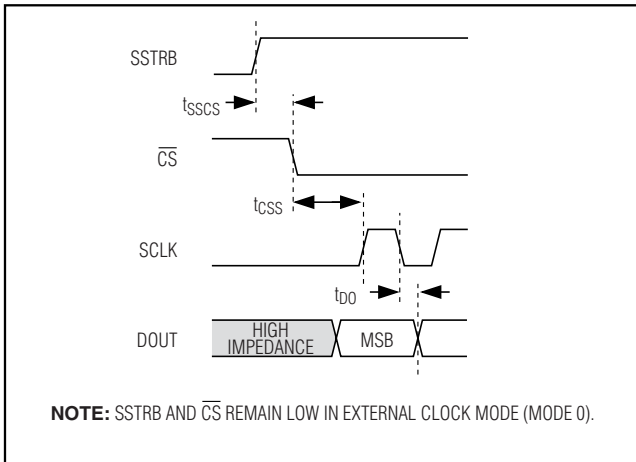 SSTRB
tSSCS
CS
tCSS
SCLK
tDO
DOUT
HIGH
IMPEDANCE
MSB
NOTE: SSTRB AND CS REMAIN LOW IN EXTERNAL CLOCK MODE (MODE 0).